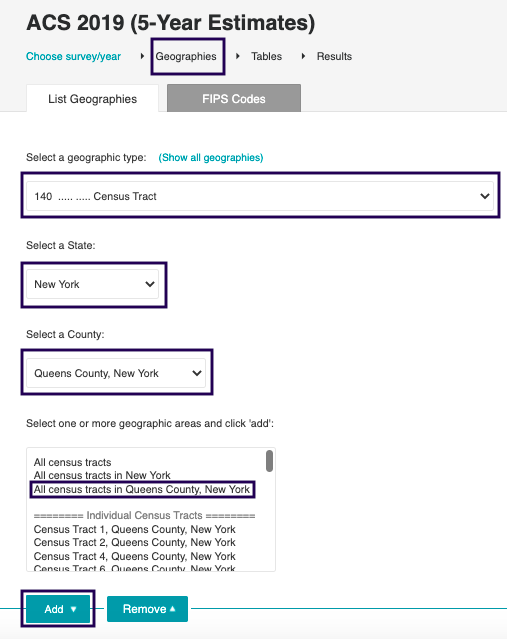 ACS 2019 (5-Year Estimates)
Choose survey/year Geographies Tables Results
List Geographies FIPS Codes
Select a geographic type: (Show all geographies)
140 ..... ..... Census Tract
Select a State:
New York
Select a County:
Queens County, New York
Select one or more geographic areas and click 'add':
All census tracts
All census tracts in New York
All census tracts in Queens County, New York
======== Individual Census Tracts ========
Census Tract 1, Queens County, New York
Census Tract 2, Queens County, New York
Census Tract 4, Queens County, New York
Census Tract 6, Queens County, New York
Add Remove